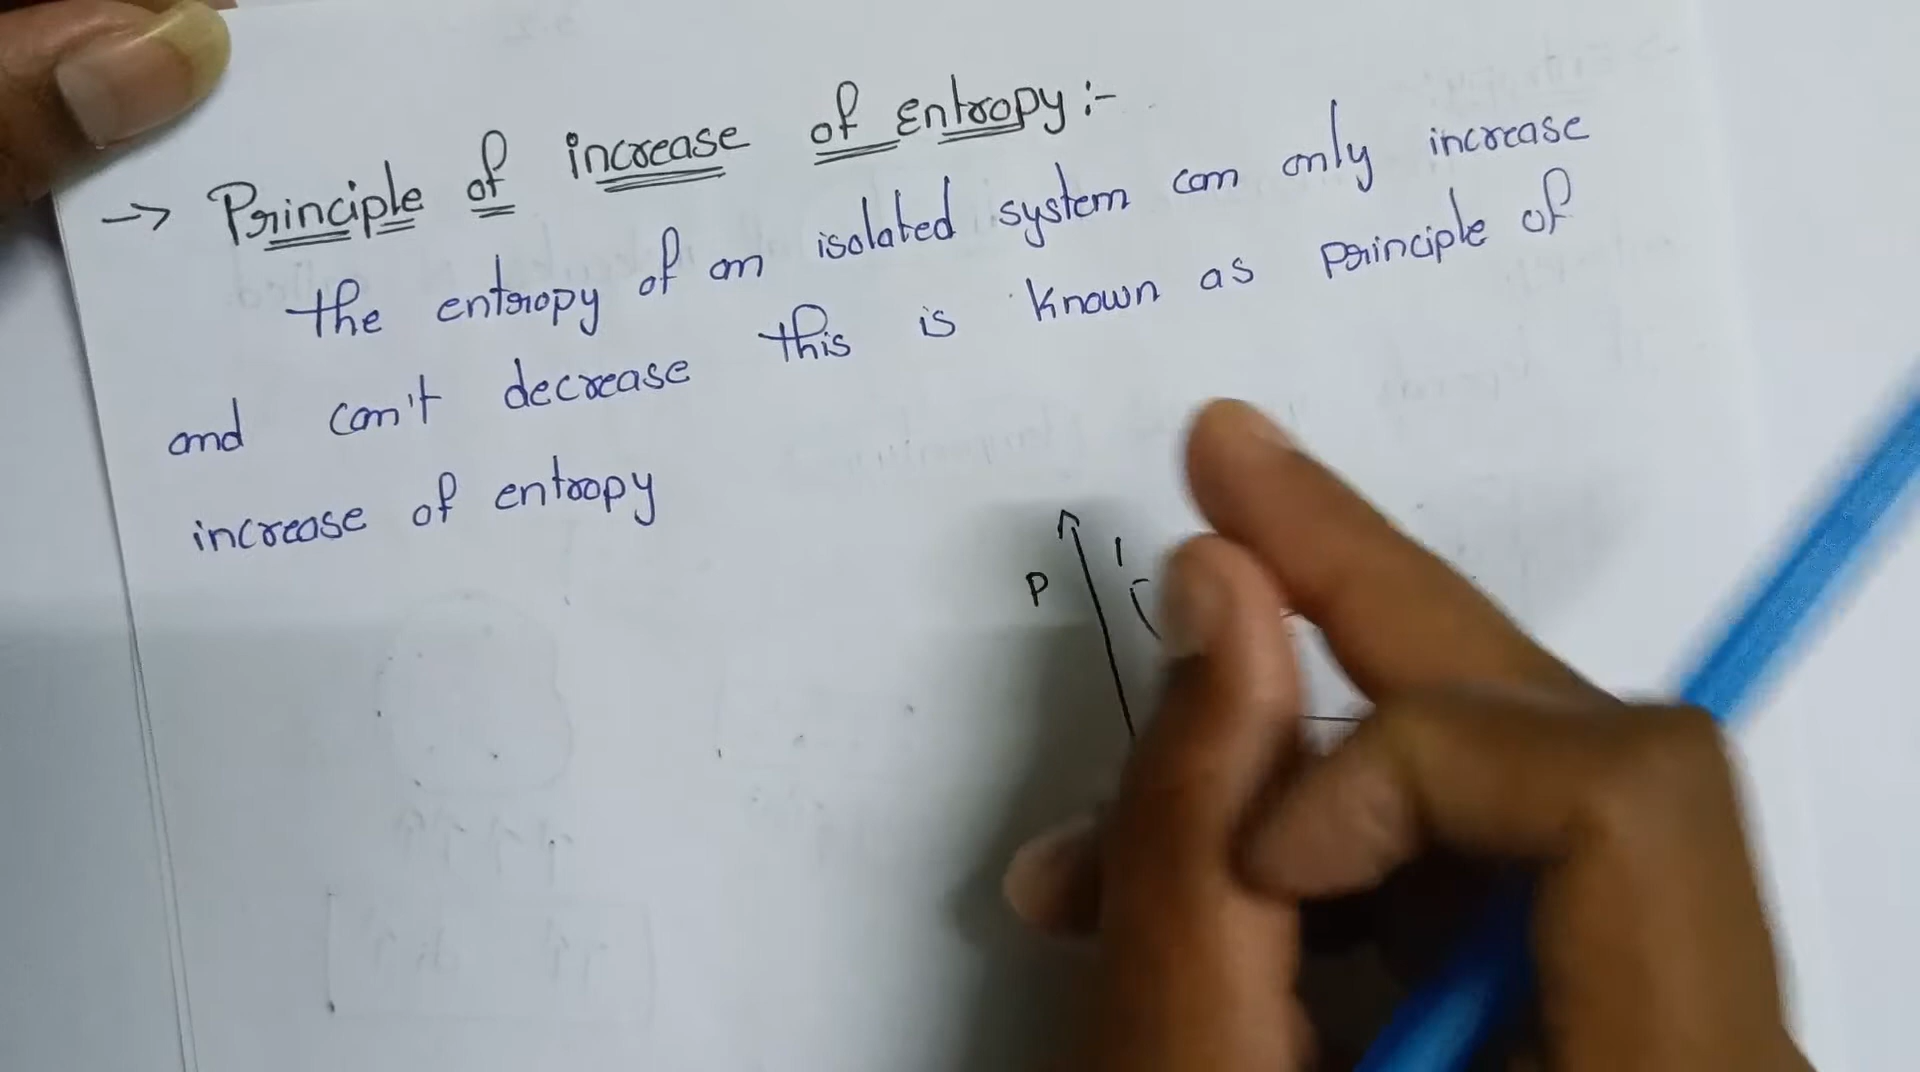 -> Principle of increase of entropy :-
the entropy of an isolated system can only increase
and can't decrease this is known as principle of
increase of entropy
P
1